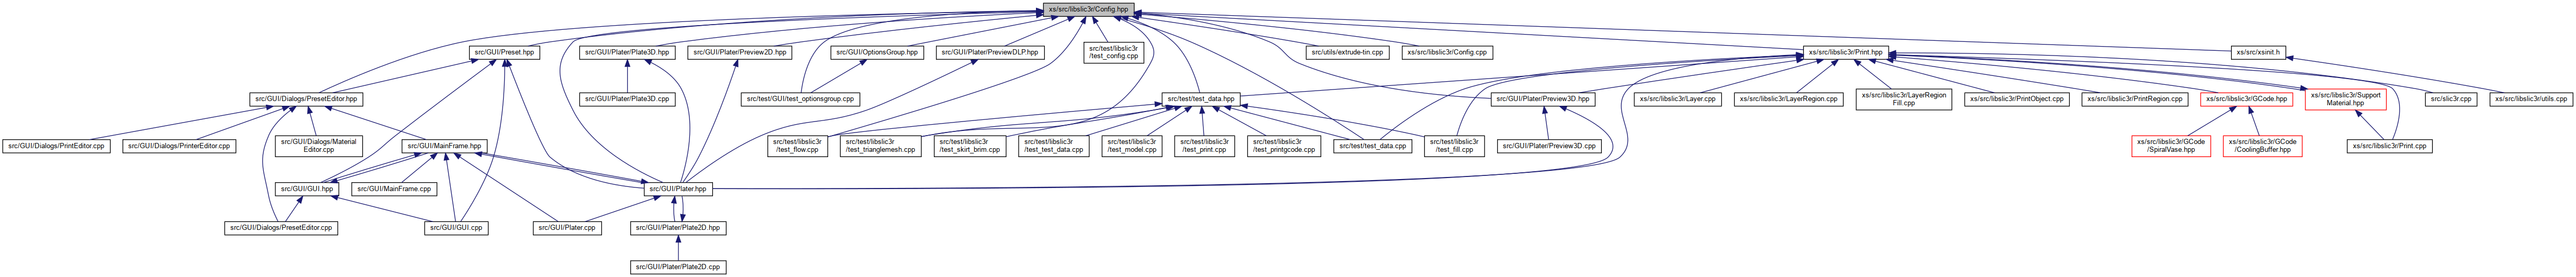 xs/src/libslic3r/Config.hpp
src/GUI/Preset.hpp
src/GUI/Plater/Plate3D.hpp
src/GUI/Plater/Preview2D.hpp
src/GUI/OptionsGroup.hpp
src/GUI/Plater/PreviewDLP.hpp
src/test/libslic3r
/test_config.cpp
src/utils/extrude-tin.cpp
xs/src/libslic3r/Config.cpp
xs/src/libslic3r/Print.hpp
xs/src/xsinit.h
src/GUI/Dialogs/PresetEditor.hpp
src/GUI/Plater/Plate3D.cpp
src/test/GUI/test_optionsgroup.cpp
src/test/test_data.hpp
src/GUI/Plater/Preview3D.hpp
xs/src/libslic3r/Layer.cpp
xs/src/libslic3r/LayerRegion.cpp
xs/src/libslic3r/LayerRegion
Fill.cpp
xs/src/libslic3r/PrintObject.cpp
xs/src/libslic3r/PrintRegion.cpp
xs/src/libslic3r/GCode.hpp
xs/src/libslic3r/Support
Material.hpp
src/slic3r.cpp
xs/src/libslic3r/utils.cpp
src/GUI/Dialogs/PrintEditor.cpp
src/GUI/Dialogs/PrinterEditor.cpp
src/GUI/Dialogs/Material
Editor.cpp
src/GUI/MainFrame.hpp
src/test/libslic3r
/test_flow.cpp
src/test/libslic3r
/test_trianglemesh.cpp
src/test/libslic3r
/test_skirt_brim.cpp
src/test/libslic3r
/test_test_data.cpp
src/test/libslic3r
/test_model.cpp
src/test/libslic3r
/test_print.cpp
src/test/libslic3r
/test_printgcode.cpp
src/test/test_data.cpp
src/test/libslic3r
/test_fill.cpp
src/GUI/Plater/Preview3D.cpp
xs/src/libslic3r/GCode
/SpiralVase.hpp
xs/src/libslic3r/GCode
/CoolingBuffer.hpp
xs/src/libslic3r/Print.cpp
src/GUI/GUI.hpp
src/GUI/MainFrame.cpp
src/GUI/Plater.hpp
src/GUI/Dialogs/PresetEditor.cpp
src/GUI/GUI.cpp
src/GUI/Plater.cpp
src/GUI/Plater/Plate2D.hpp
src/GUI/Plater/Plate2D.cpp